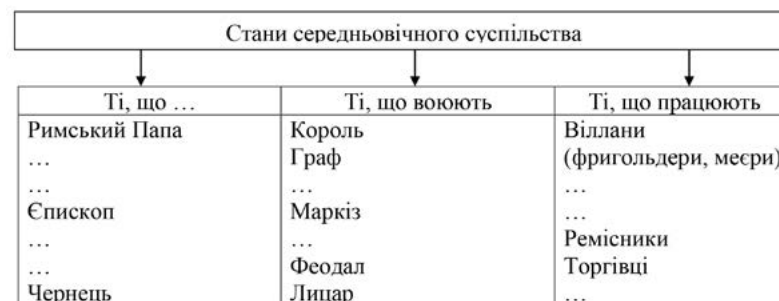 Стани середньовічного суспільства
Ті, що …
Римський Папа
…
…
Єпископ
…
…
Чернець
Ті, що воюють
Король
Граф
…
Маркіз
…
Феодал
Лицар
Ті, що працюють
Віллани
(фригольдери, меєри)
…
…
Ремісники
Торгівці
…